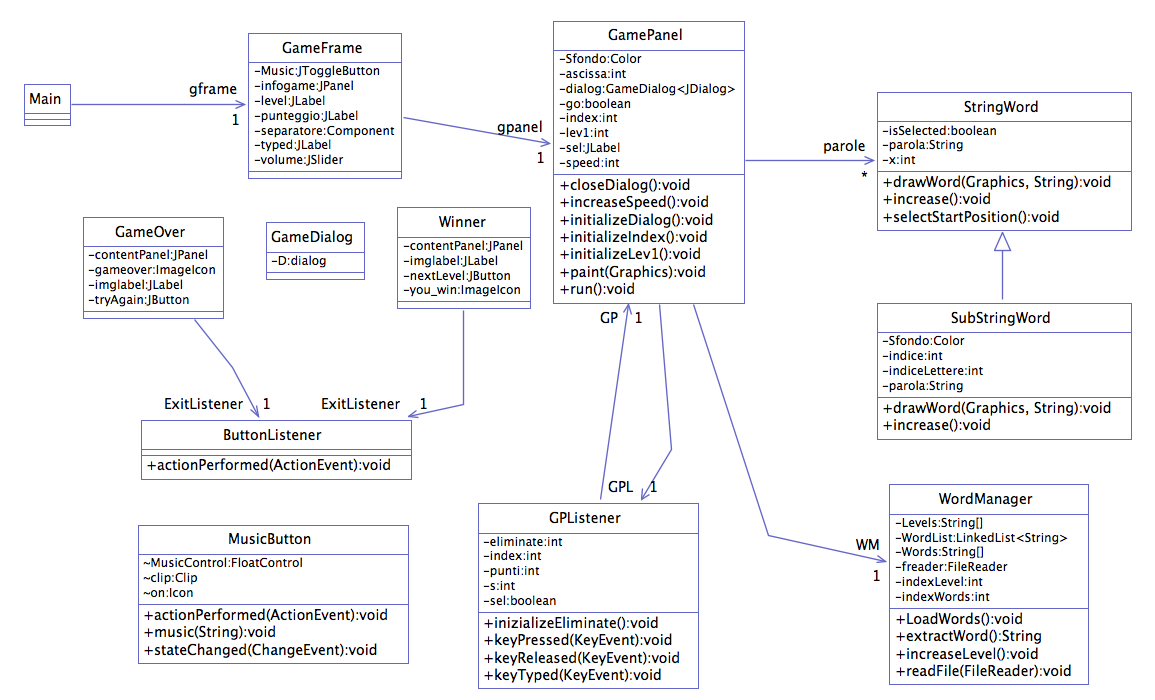 Main
gframe
1
GameFrame
-Music:JToggleButton
-infogame:JPanel
-level:JLabel
-punteggio:JLabel
-separatore:Component
-typed:JLabel
-volume:JSlider
gpanel
1
GamePanel
-Sfondo:Color
-ascissa:int
-dialog:GameDialog<JDialog>
-go:boolean
-index:int
-lev1:int
-sel:JLabel
-speed:int
+closeDialog():void
+increaseSpeed():void
+initializeDialog():void
+initializeIndex():void
+initializeLev1():void
+paint(Graphics):void
+run():void
parole
*
StringWord
-isSelected:boolean
-parola:String
-x:int
+drawWord(Graphics, String):void
+increase():void
+selectStartPosition():void
GameOver
-contentPanel:JPanel
-gameover:ImageIcon
-imglabel:JLabel
-tryAgain:JButton
GameDialog
-D:dialog
Winner
-contentPanel:JPanel
-imglabel:JLabel
-nextLevel:JButton
-you_win:ImageIcon
GP
1
SubStringWord
-Sfondo:Color
-indice:int
-indiceLettere:int
-parola:String
+drawWord(Graphics, String):void
+increase():void
ExitListener
1
ExitListener
1
ButtonListener
+actionPerformed(ActionEvent):void
GPL
1
GPListener
-eliminate:int
-index:int
-punti:int
-s:int
-sel:boolean
+inizializeEliminate():void
+keyPressed(KeyEvent):void
+keyReleased(KeyEvent):void
+keyTyped(KeyEvent):void
WM
1
WordManager
-Levels:String[]
-WordList:LinkedList<String>
-Words:String[]
-freader:FileReader
-indexLevel:int
-indexWords:int
+LoadWords():void
+extractWord():String
+increaseLevel():void
+readFile(FileReader):void
MusicButton
~MusicControl:FloatControl
~clip:Clip
~on:Icon
+actionPerformed(ActionEvent):void
+music(String):void
+stateChanged(ChangeEvent):void